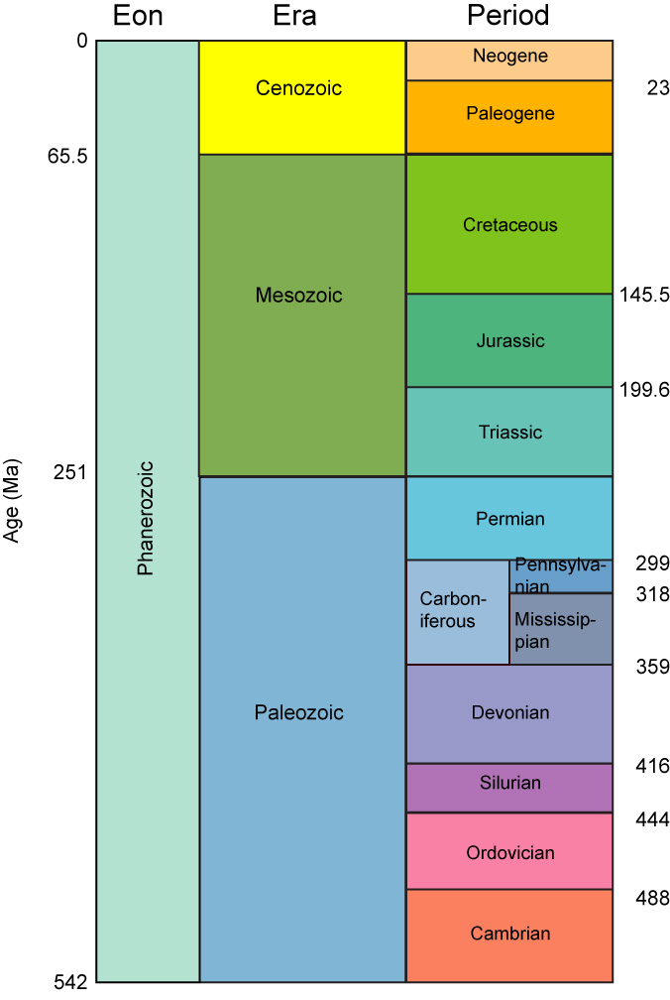 Eon Era Period
0
Neogene
23
Cenozoic
Paleogene
65.5
Cretaceous
Mesozoic
145.5
Jurassic
199.6
Triassic
251
Age (Ma)
Phanerozoic
Permian
299
Pennsylva-
nian
318
Carbon-
iferous
Mississip-
pian
359
Paleozoic
Devonian
416
Silurian
444
Ordovician
488
Cambrian
542